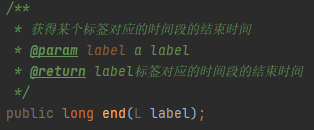 /**
 * 获得某个标签对应的时间段的结束时间
 * @param label a label
 * @return label标签对应的时间段的结束时间
 */
public long end(L label);